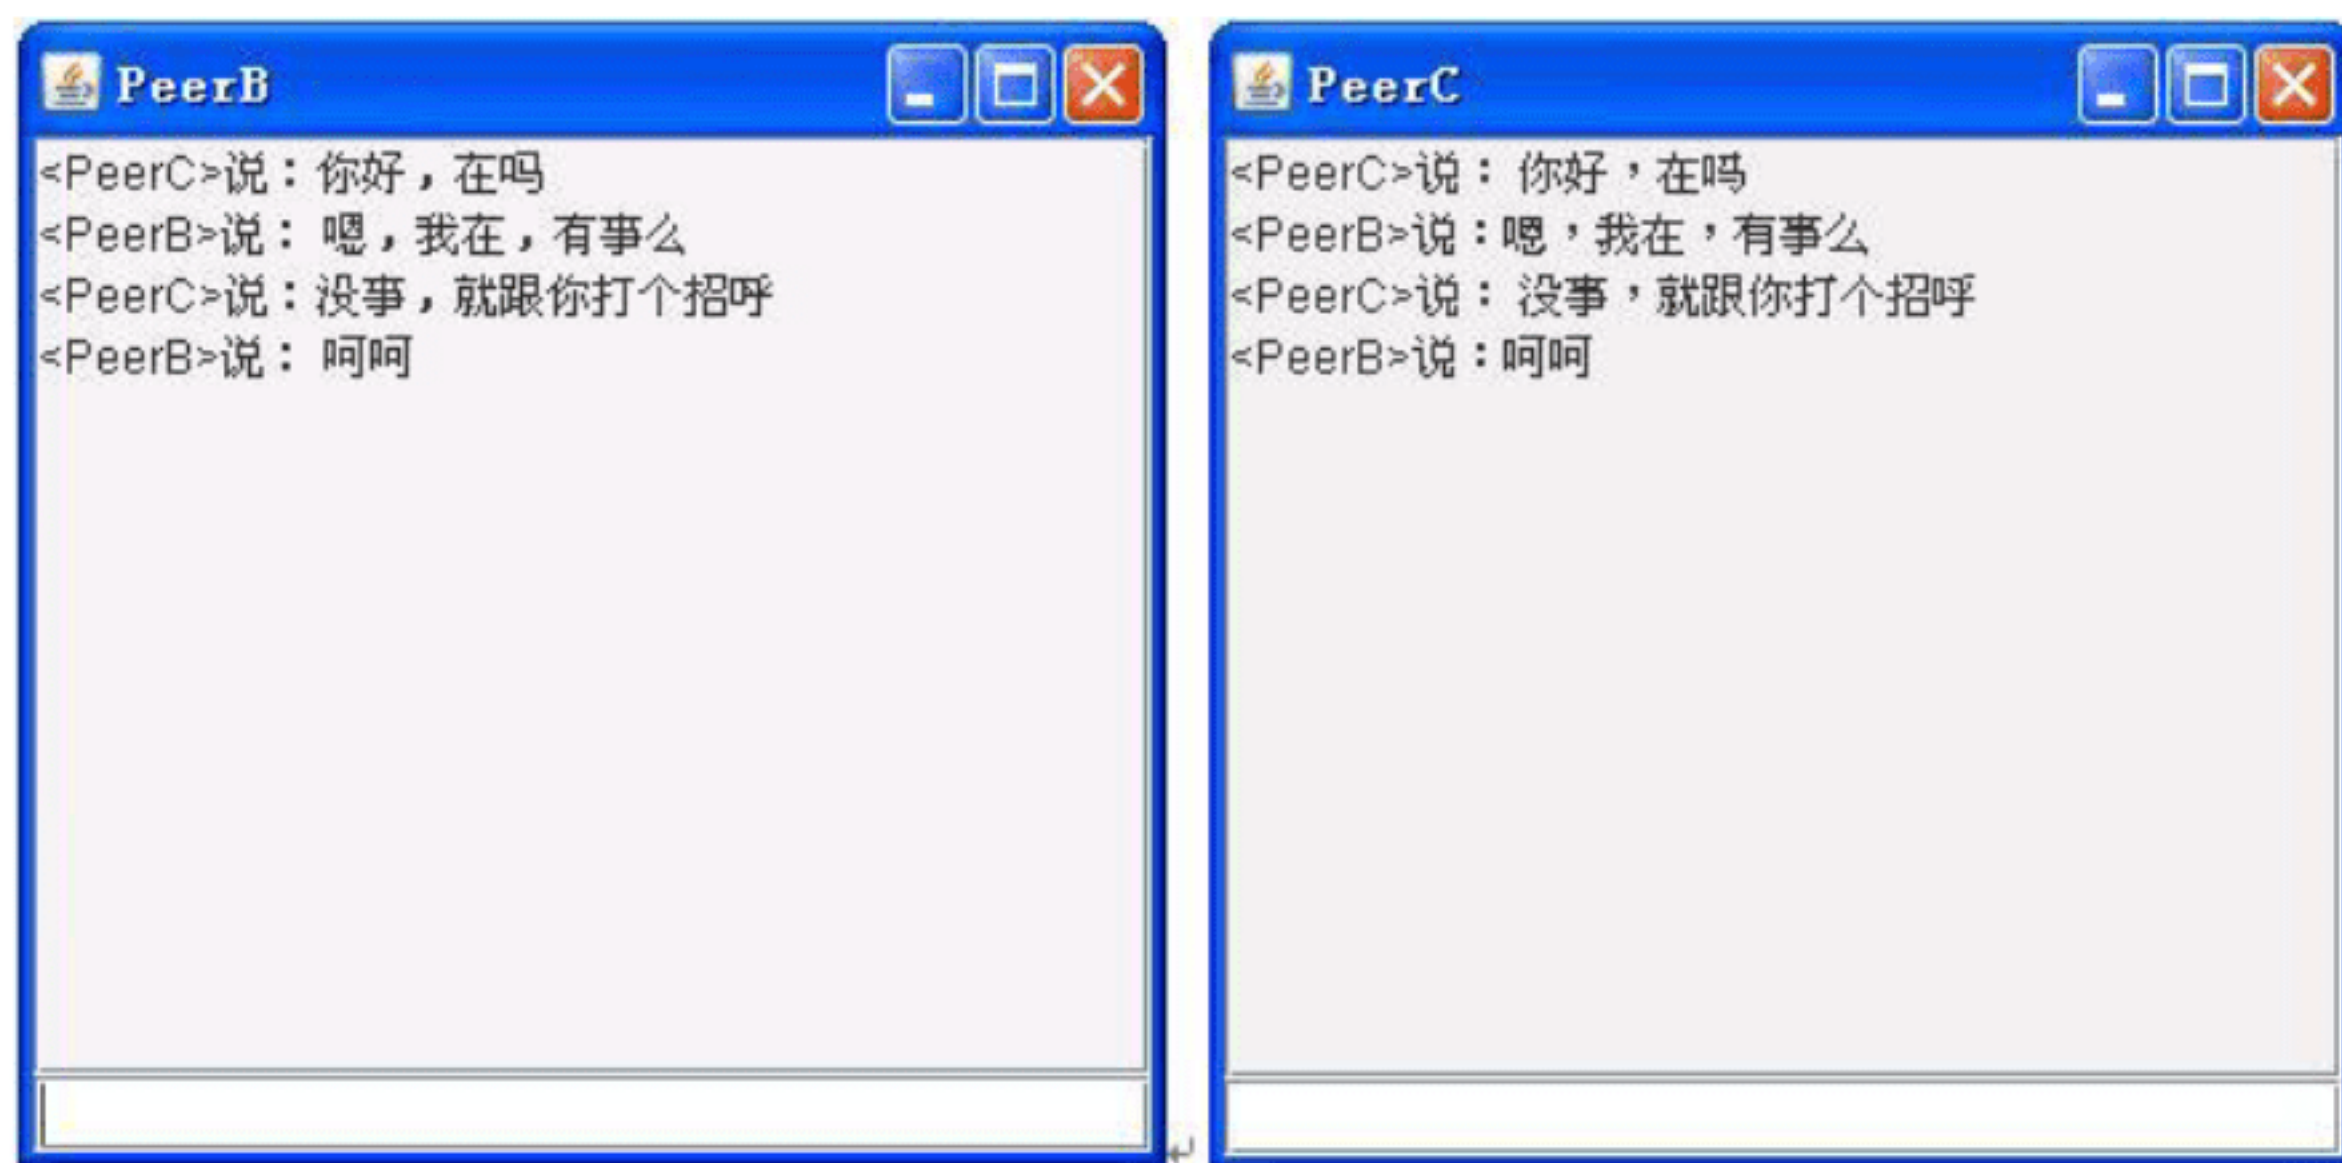 PeerB
<PeerC>说：你好，在吗
<PeerB>说： 嗯，我在，有事么
<PeerC>说：没事，就跟你打个招呼
<PeerB>说： 呵呵
PeerC
<PeerC>说： 你好，在吗
<PeerB>说：嗯，我在，有事么
<PeerC>说： 没事，就跟你打个招呼
<PeerB>说：呵呵